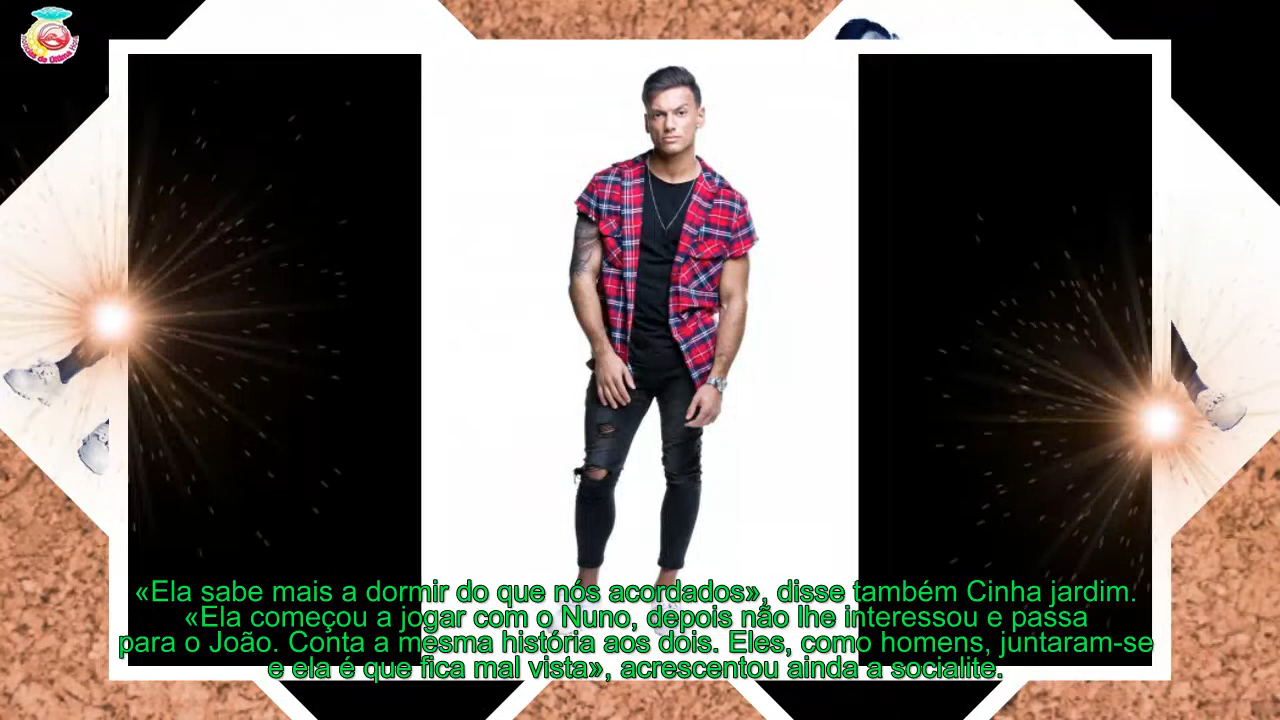 «Ela sabe mais a dormir do que nós acordados», disse também Cinha jardim.
«Ela começou a jogar com o Nuno, depois não lhe interessou e passa
para o João. Conta a mesma história aos dois. Eles, como homens, juntaram-se
e ela é que fica mal vista», acrescentou ainda a socialite.